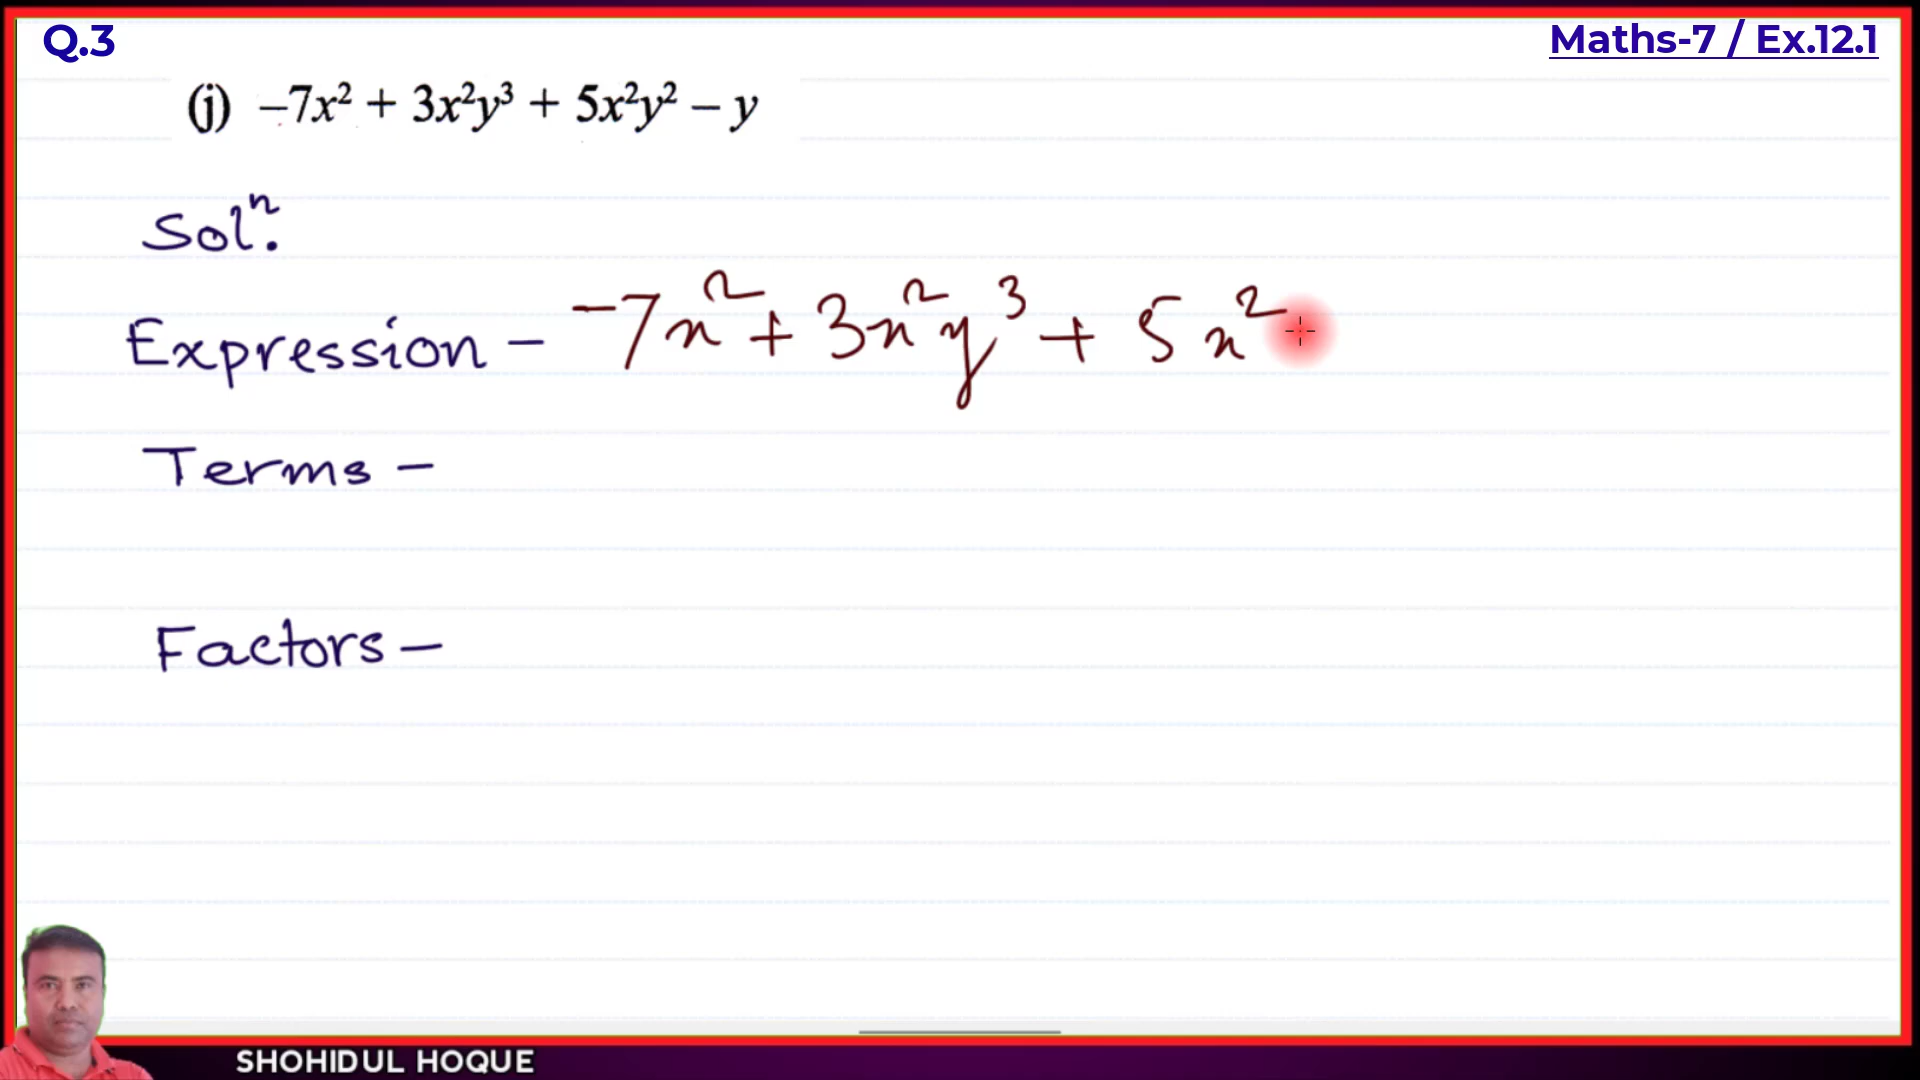 Q.3
Maths-7 / Ex.12.1
(j) –7x² + 3x²y³ + 5x²y² – y
Solⁿ.
Expression – -7x² + 3x²y³ + 5x²
Terms –
Factors –
SHOHIDUL HOQUE